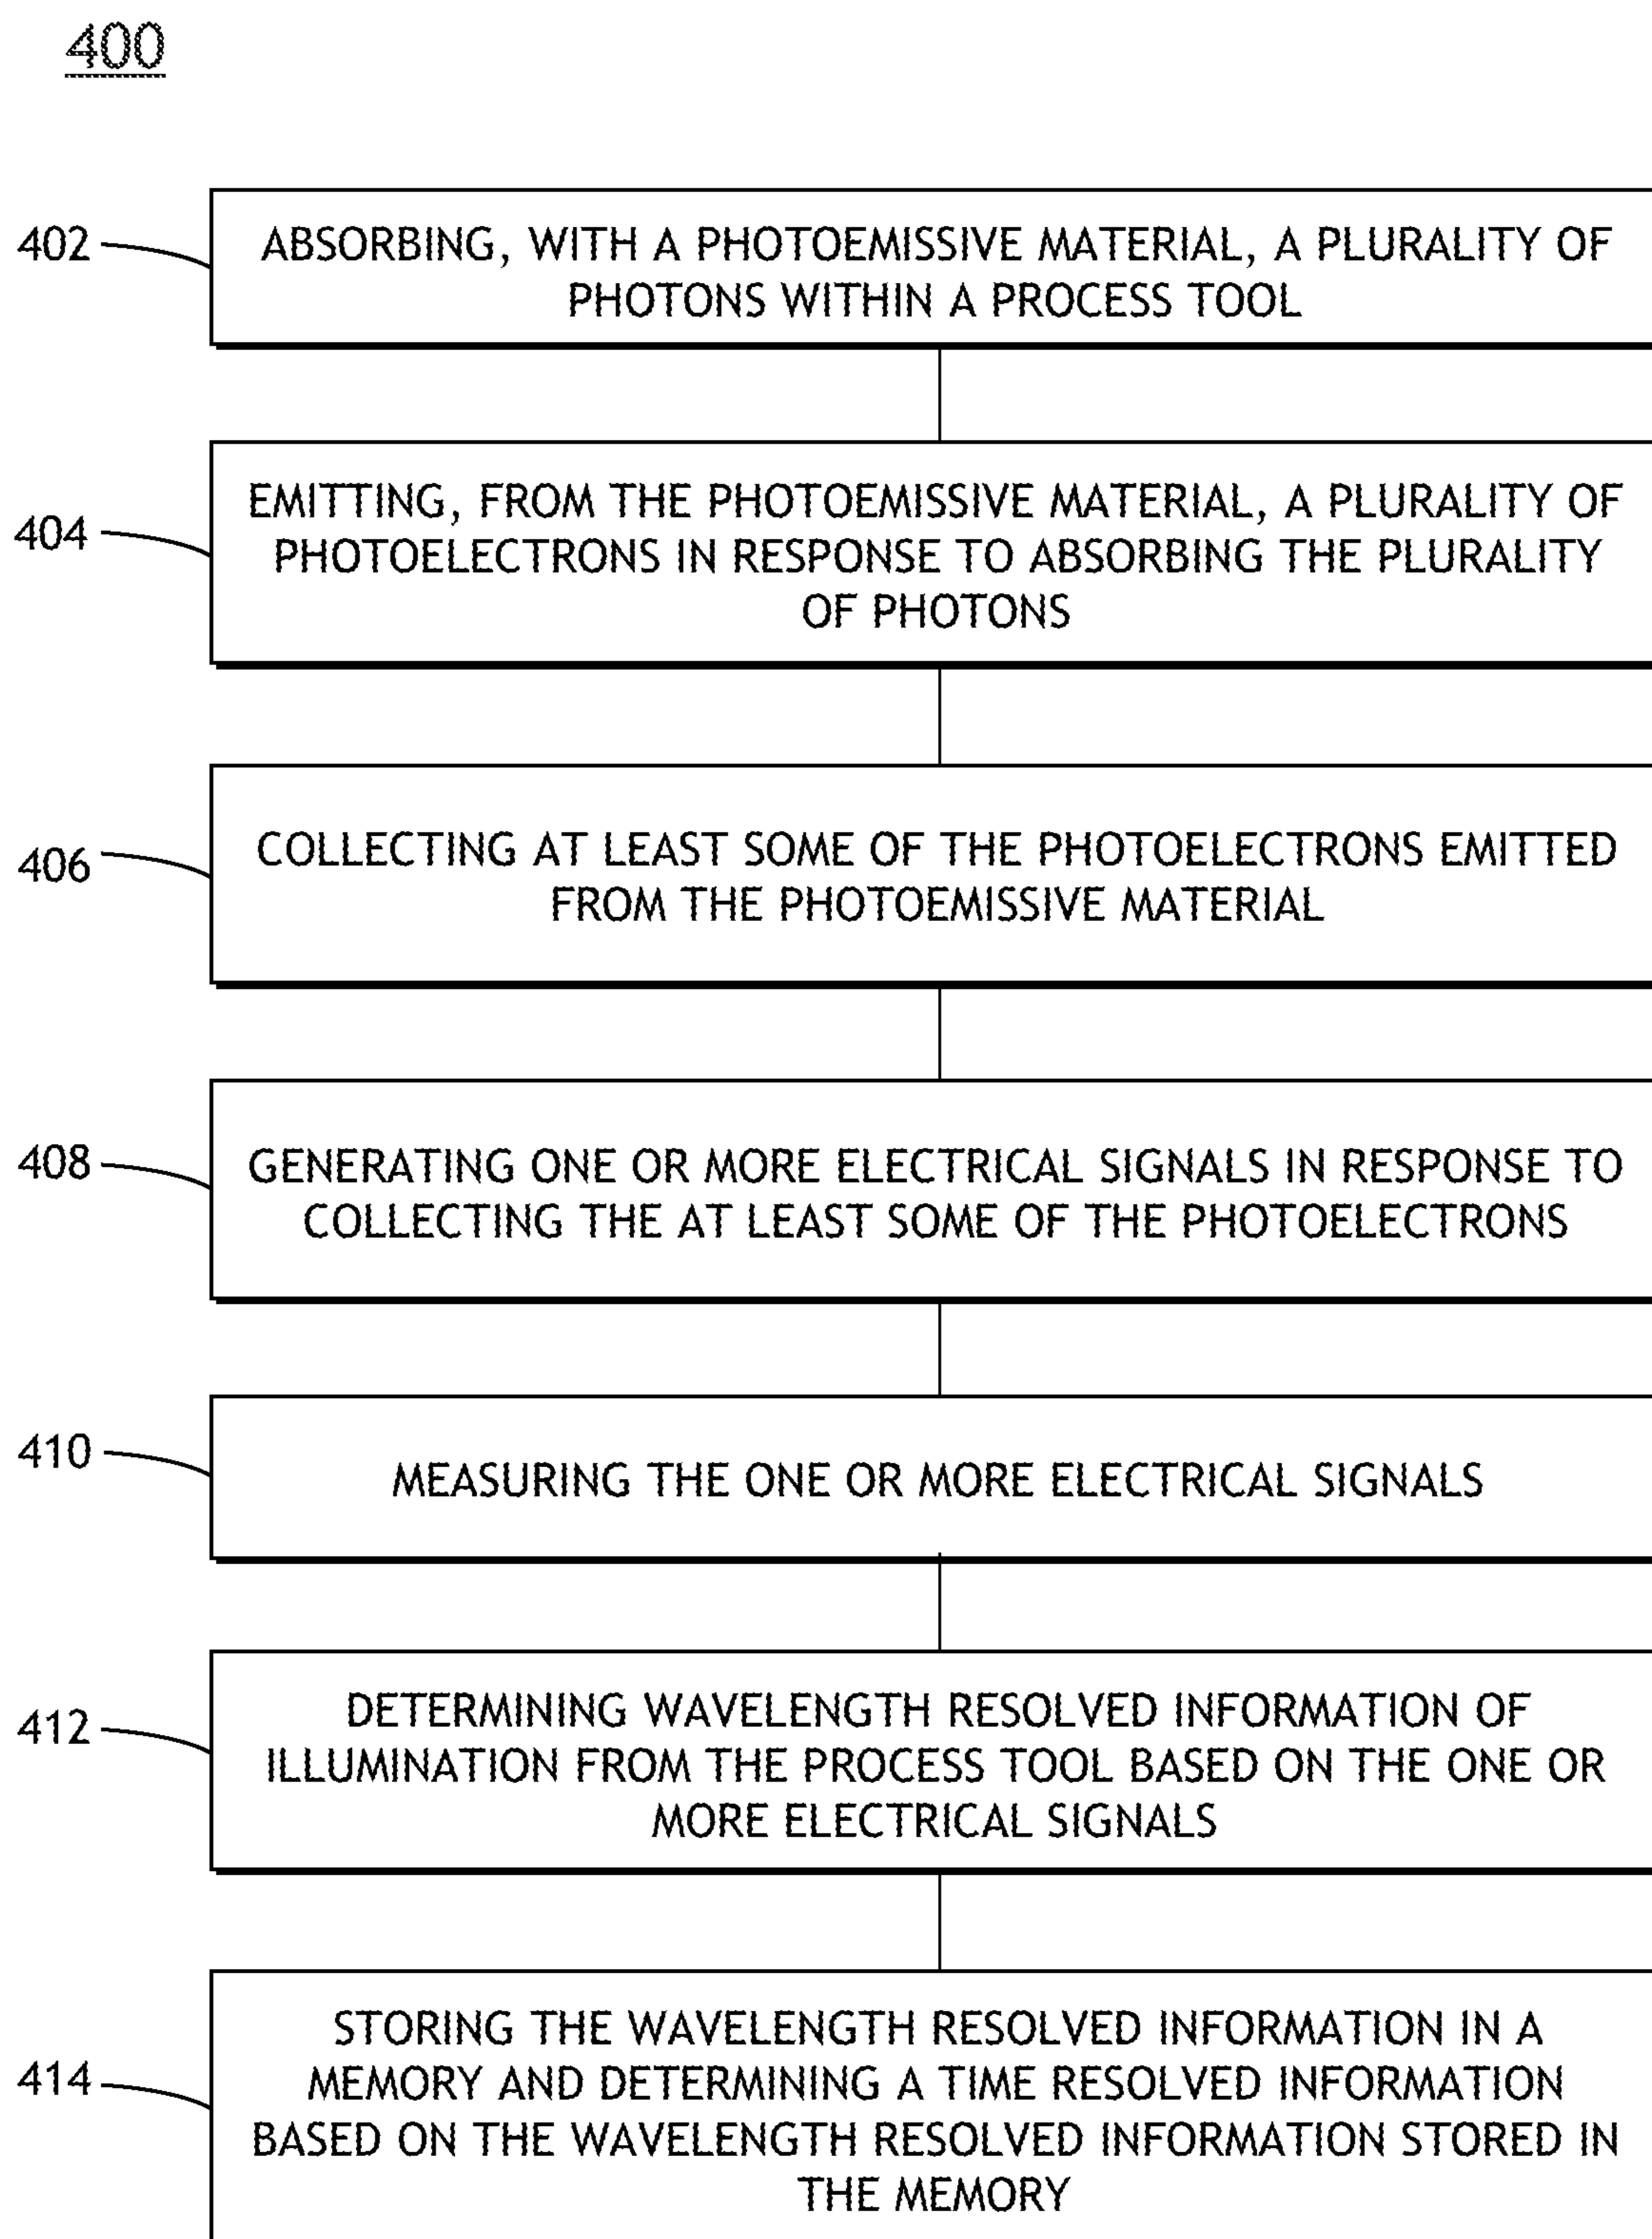 400
402
ABSORBING, WITH A PHOTOEMISSIVE MATERIAL, A PLURALITY OF
PHOTONS WITHIN A PROCESS TOOL
404
EMITTING, FROM THE PHOTOEMISSIVE MATERIAL, A PLURALITY OF
PHOTOELECTRONS IN RESPONSE TO ABSORBING THE PLURALITY
OF PHOTONS
406
COLLECTING AT LEAST SOME OF THE PHOTOELECTRONS EMITTED
FROM THE PHOTOEMISSIVE MATERIAL
408
GENERATING ONE OR MORE ELECTRICAL SIGNALS IN RESPONSE TO
COLLECTING THE AT LEAST SOME OF THE PHOTOELECTRONS
410
MEASURING THE ONE OR MORE ELECTRICAL SIGNALS
412
DETERMINING WAVELENGTH RESOLVED INFORMATION OF
ILLUMINATION FROM THE PROCESS TOOL BASED ON THE ONE OR
MORE ELECTRICAL SIGNALS
414
STORING THE WAVELENGTH RESOLVED INFORMATION IN A
MEMORY AND DETERMINING A TIME RESOLVED INFORMATION
BASED ON THE WAVELENGTH RESOLVED INFORMATION STORED IN
THE MEMORY